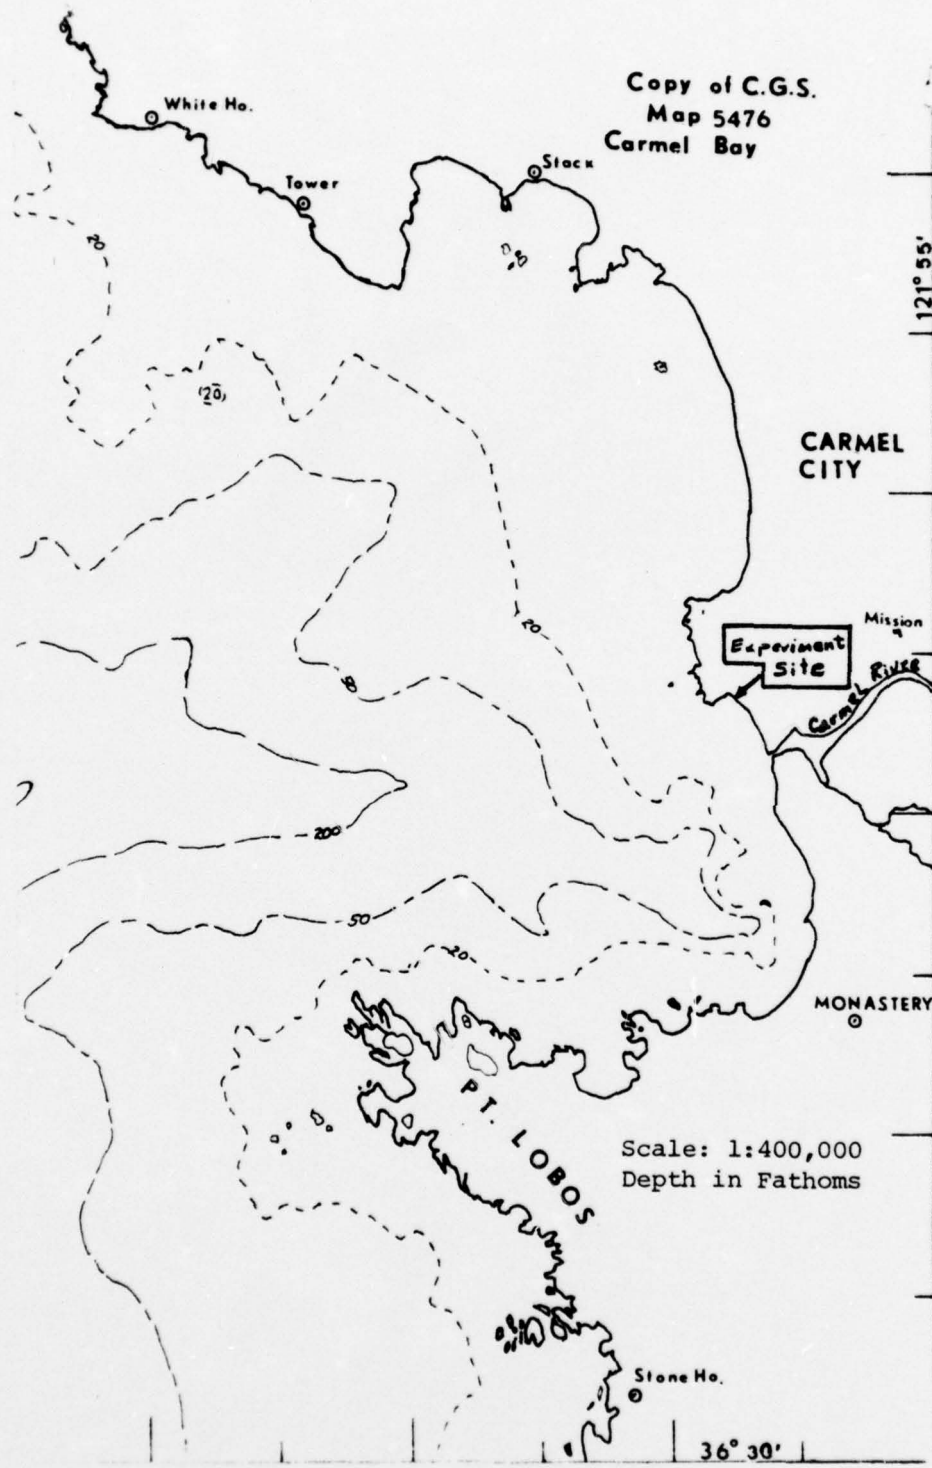 Copy of C.G.S.
Map 5476
Carmel Bay
White Ho.
Tower
Stack
20
(20)
121° 55'
CARMEL
CITY
20
Mission
Experiment
Site
Carmel River
50
200
50
20
MONASTERY
PT. LOBOS
Scale: 1:400,000
Depth in Fathoms
Stone Ho.
36° 30'